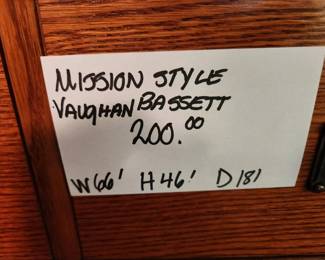 MISSION STYLE
VAUGHAN BASSETT
200.00
W66' H46' D181